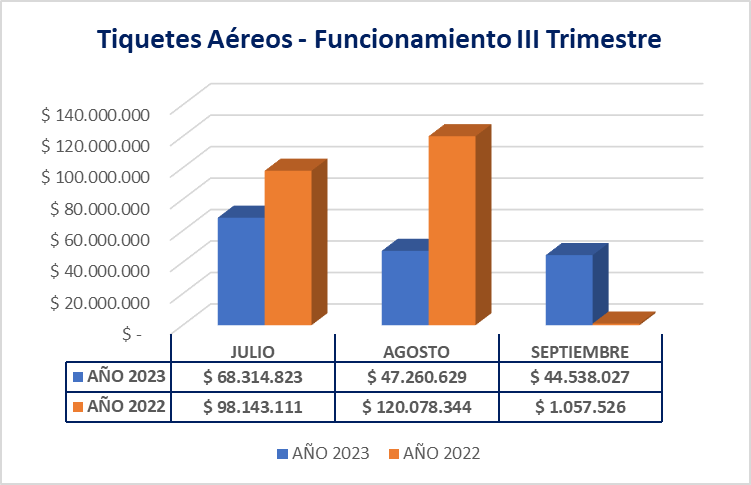 Tiquetes Aéreos - Funcionamiento III Trimestre
$ 140.000.000
$ 120.000.000
$ 100.000.000
$ 80.000.000
$ 60.000.000
$ 40.000.000
$ 20.000.000
$ -
JULIO AGOSTO SEPTIEMBRE
AÑO 2023 $ 68.314.823 $ 47.260.629 $ 44.538.027
AÑO 2022 $ 98.143.111 $ 120.078.344 $ 1.057.526
AÑO 2023 AÑO 2022